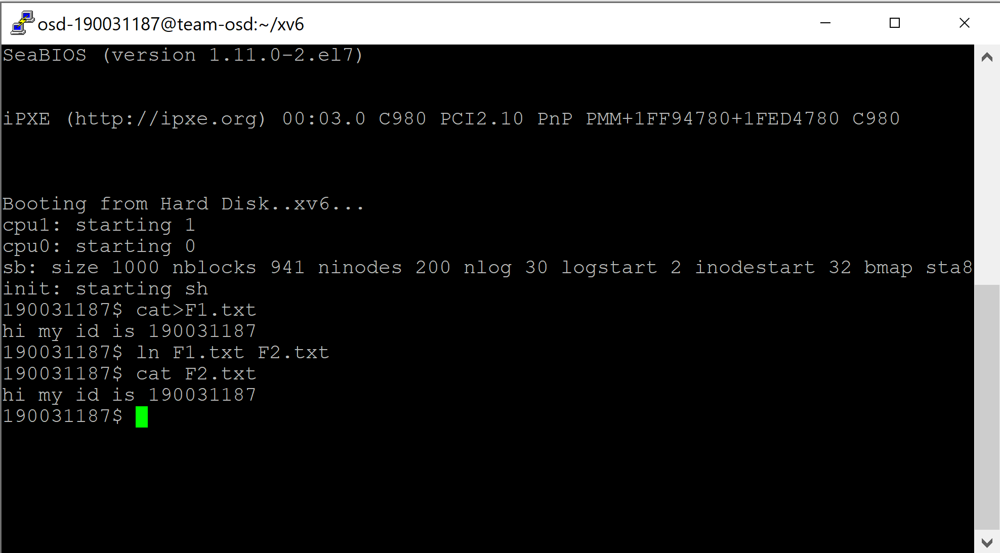 osd-190031187@team-osd:~/xv6
SeaBIOS (version 1.11.0-2.el7)
iPXE (http://ipxe.org) 00:03.0 C980 PCI2.10 PnP PMM+1FF94780+1FED4780 C980
Booting from Hard Disk..xv6...
cpu1: starting 1
cpu0: starting 0
sb: size 1000 nblocks 941 ninodes 200 nlog 30 logstart 2 inodestart 32 bmap sta8
init: starting sh
190031187$ cat>F1.txt
hi my id is 190031187
190031187$ ln F1.txt F2.txt
190031187$ cat F2.txt
hi my id is 190031187
190031187$